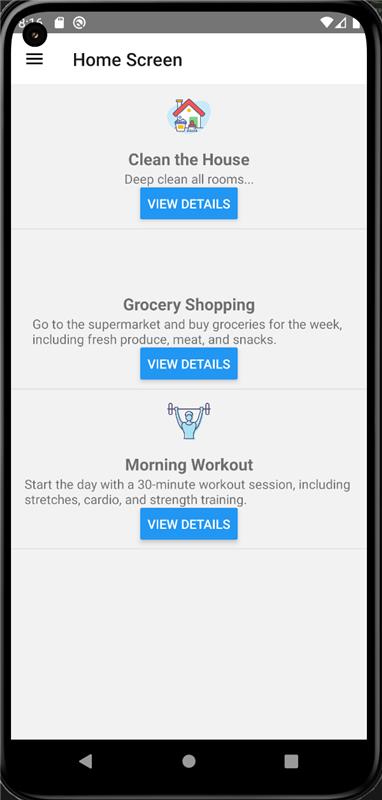 8:16
Home Screen
Clean the House
Deep clean all rooms...
VIEW DETAILS
Grocery Shopping
Go to the supermarket and buy groceries for the week,
including fresh produce, meat, and snacks.
VIEW DETAILS
Morning Workout
Start the day with a 30-minute workout session, including
stretches, cardio, and strength training.
VIEW DETAILS